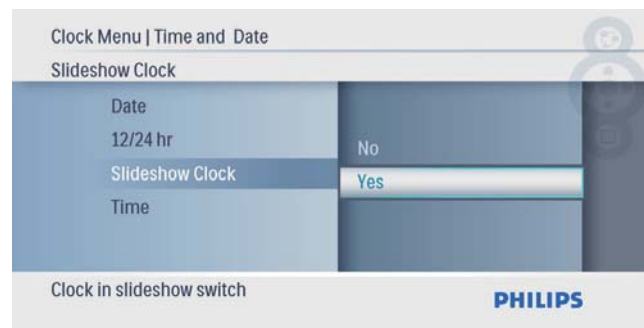 Clock Menu | Time and Date
Slideshow Clock
Date
12/24 hr
Slideshow Clock
Time
No
Yes
Clock in slideshow switch
PHILIPS